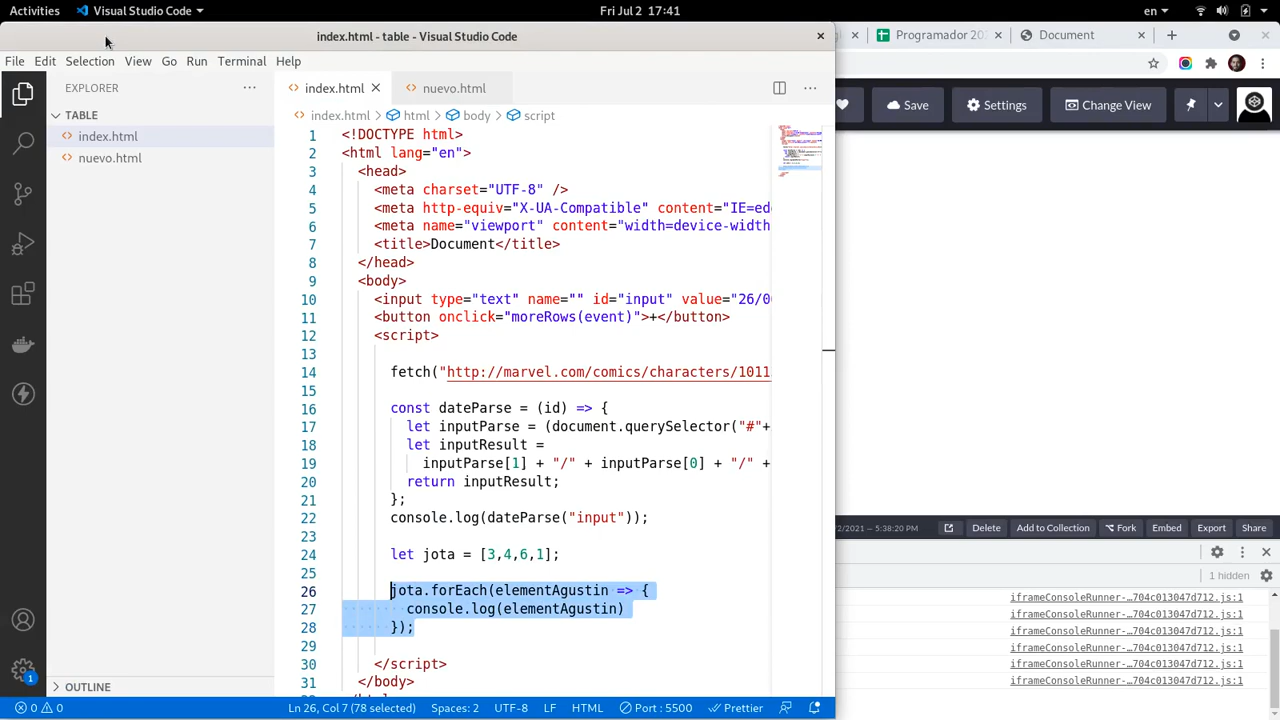 Activities
Visual Studio Code
Fri Jul 2 17:41
en
index.html - table - Visual Studio Code
Programador 20
Document
File Edit Selection View Go Run Terminal Help
Save
Settings
Change View
EXPLORER
TABLE
index.html
nuevo.html
index.html
nuevo.html
index.html
html
body
script
1 <!DOCTYPE html>
2 <html lang="en">
3 <head>
4 <meta charset="UTF-8" />
5 <meta http-equiv="X-UA-Compatible" content="IE=ed
6 <meta name="viewport" content="width=device-width
7 <title>Document</title>
8 </head>
9 <body>
10 <input type="text" name="" id="input" value="26/0
11 <button onclick="moreRows(event)">+</button>
12 <script>
13
14 fetch("http://marvel.com/comics/characters/1011
15
16 const dateParse = (id) => {
17 let inputParse = (document.querySelector("#"+
18 let inputResult =
19 inputParse[1] + "/" + inputParse[0] + "/" +
20 return inputResult;
21 };
22 console.log(dateParse("input"));
23
24 let jota = [3,4,6,1];
25
26 jota.forEach(elementAgustin => {
27 console.log(elementAgustin)
28 });
29
30 </script>
31 </body>
OUTLINE
1
0 0
Ln 26, Col 7 (78 selected)
Spaces: 2
UTF-8
LF
HTML
Port : 5500
Prettier
2/2021 – 5:38:20 PM
Delete
Add to Collection
Fork
Embed
Export
Share
1 hidden
iframeConsoleRunner-…704c013047d712.js:1
iframeConsoleRunner-…704c013047d712.js:1
iframeConsoleRunner-…704c013047d712.js:1
iframeConsoleRunner-…704c013047d712.js:1
iframeConsoleRunner-…704c013047d712.js:1
iframeConsoleRunner-…704c013047d712.js:1